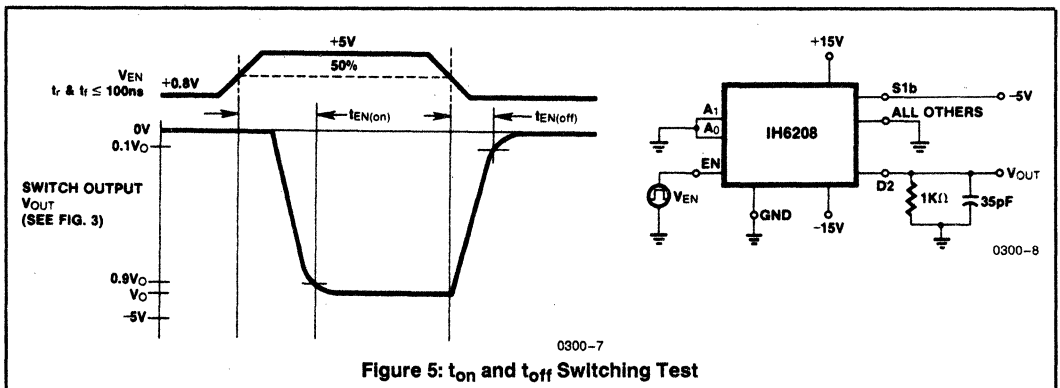 +5V
50%
VEN
tr & tf ≤ 100ns
+0.8V
tEN(on)
tEN(off)
0V
0.1VO
SWITCH OUTPUT
VOUT
(SEE FIG. 3)
0.9VO
VO
-5V
0300-7
+15V
S1b
-5V
ALL OTHERS
A1
A0
IH6208
EN
VEN
D2
VOUT
1KΩ
35pF
GND
-15V
0300-8
Figure 5: ton and toff Switching Test